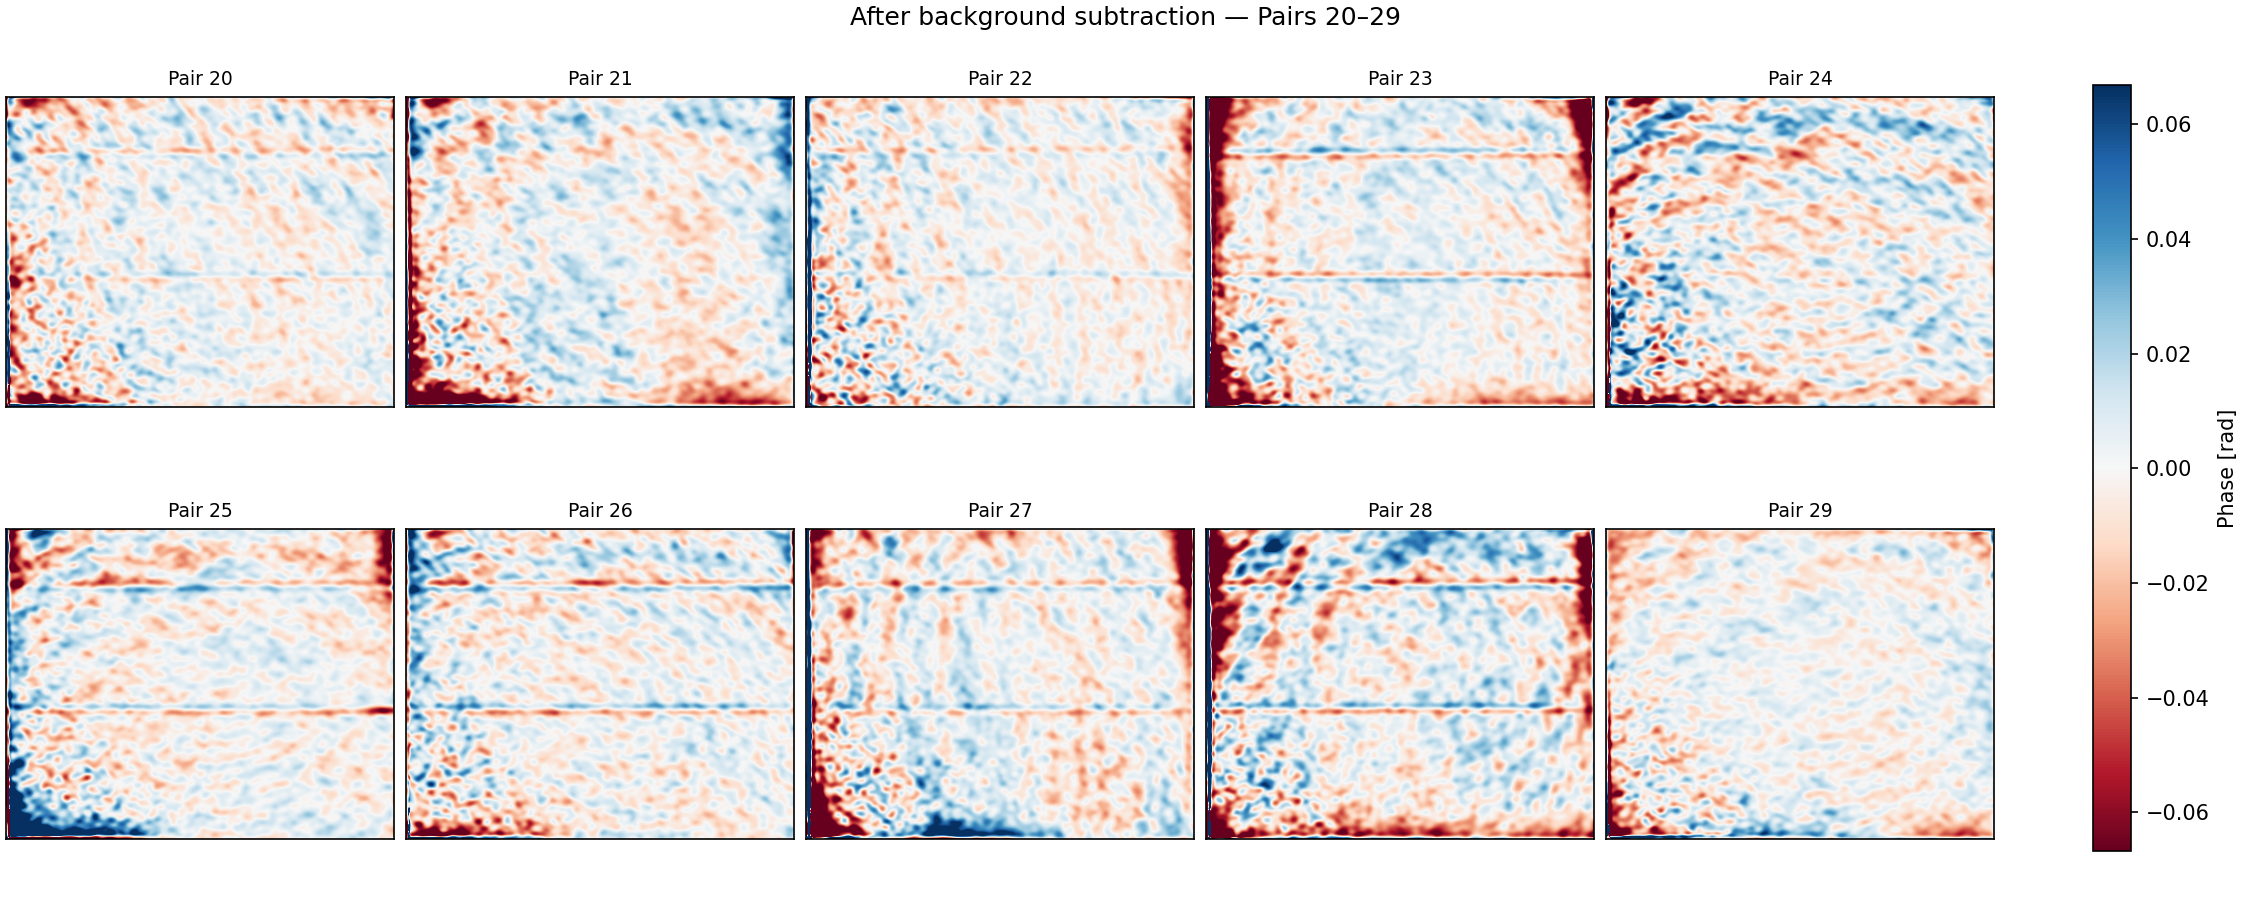 After background subtraction — Pairs 20–29
Pair 20
Pair 21
Pair 22
Pair 23
Pair 24
Pair 25
Pair 26
Pair 27
Pair 28
Pair 29
0.06
0.04
0.02
0.00
−0.02
−0.04
−0.06
Phase [rad]